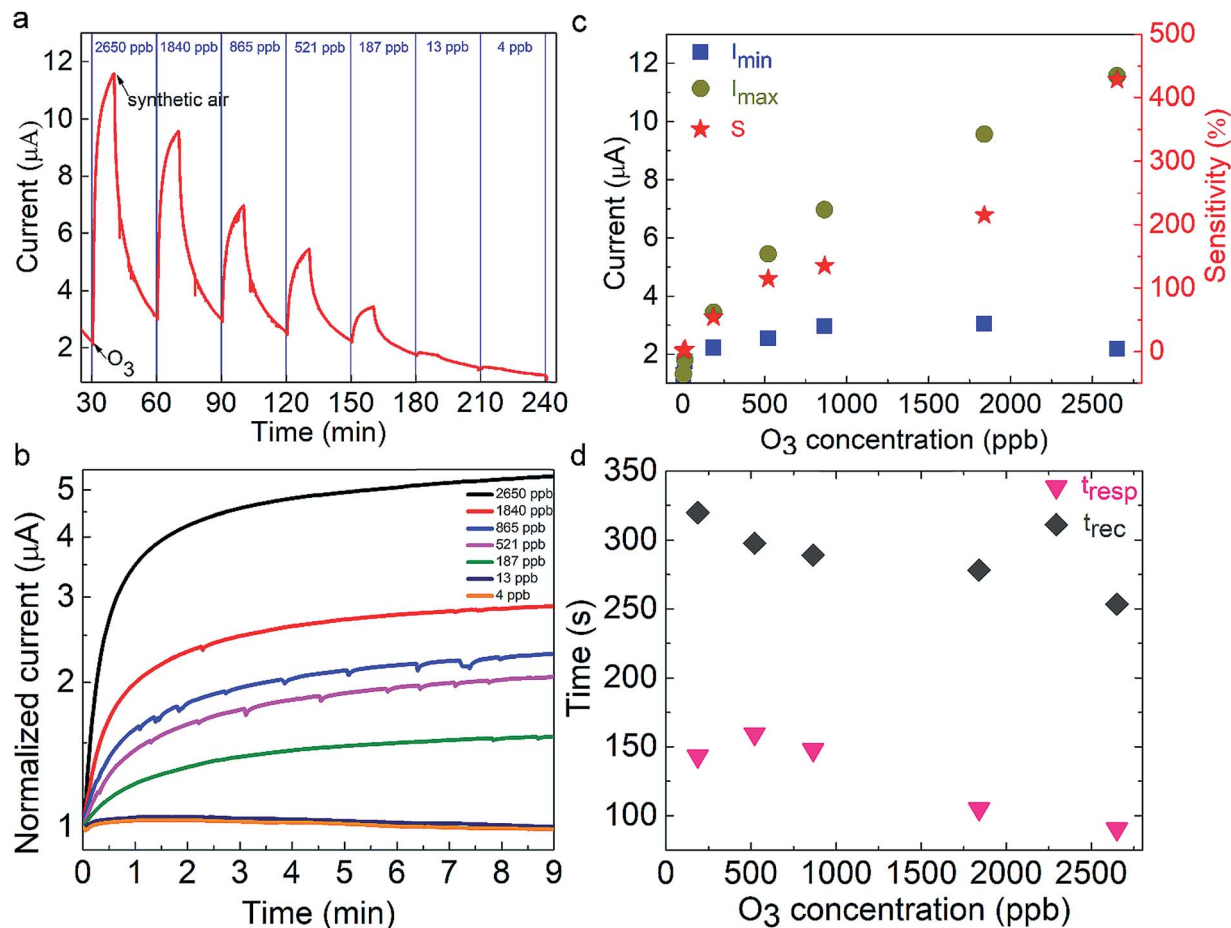 a
2650 ppb 1840 ppb 865 ppb 521 ppb 187 ppb 13 ppb 4 ppb
12
10
8
6
4
2
Current (μA)
synthetic air
O3
30 60 90 120 150 180 210 240
Time (min)
c
Imin
Imax
S
12
10
8
6
4
2
Current (μA)
500
400
300
200
100
0
Sensitivity (%)
0 500 1000 1500 2000 2500
O3 concentration (ppb)
b
5
4
3
2
1
Normalized current (μA)
2650 ppb
1840 ppb
865 ppb
521 ppb
187 ppb
13 ppb
4 ppb
0 1 2 3 4 5 6 7 8 9
Time (min)
d
tresp
trec
350
300
250
200
150
100
Time (s)
0 500 1000 1500 2000 2500
O3 concentration (ppb)